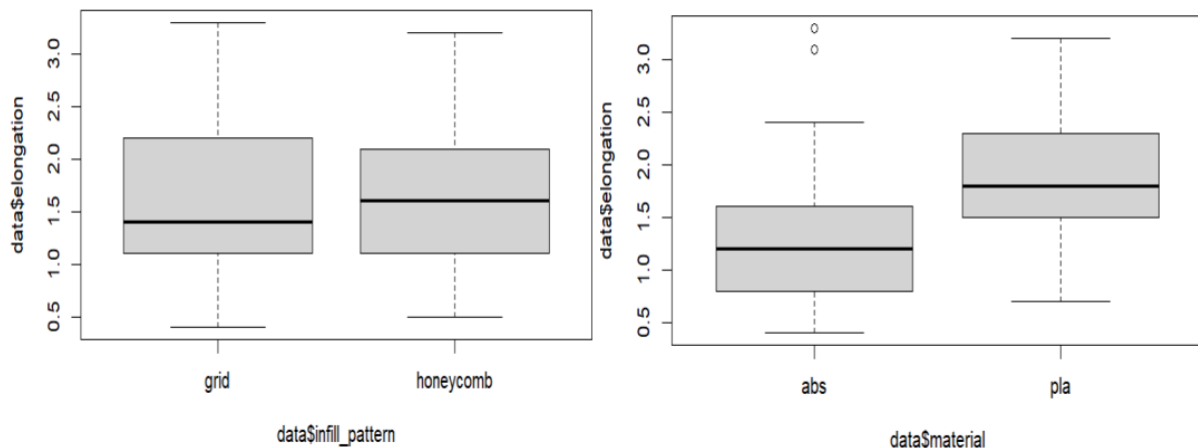 data$elongation
3.0
2.5
2.0
1.5
1.0
0.5
grid honeycomb
data$infill_pattern
data$elongation
3.0
2.5
2.0
1.5
1.0
0.5
abs pla
data$material